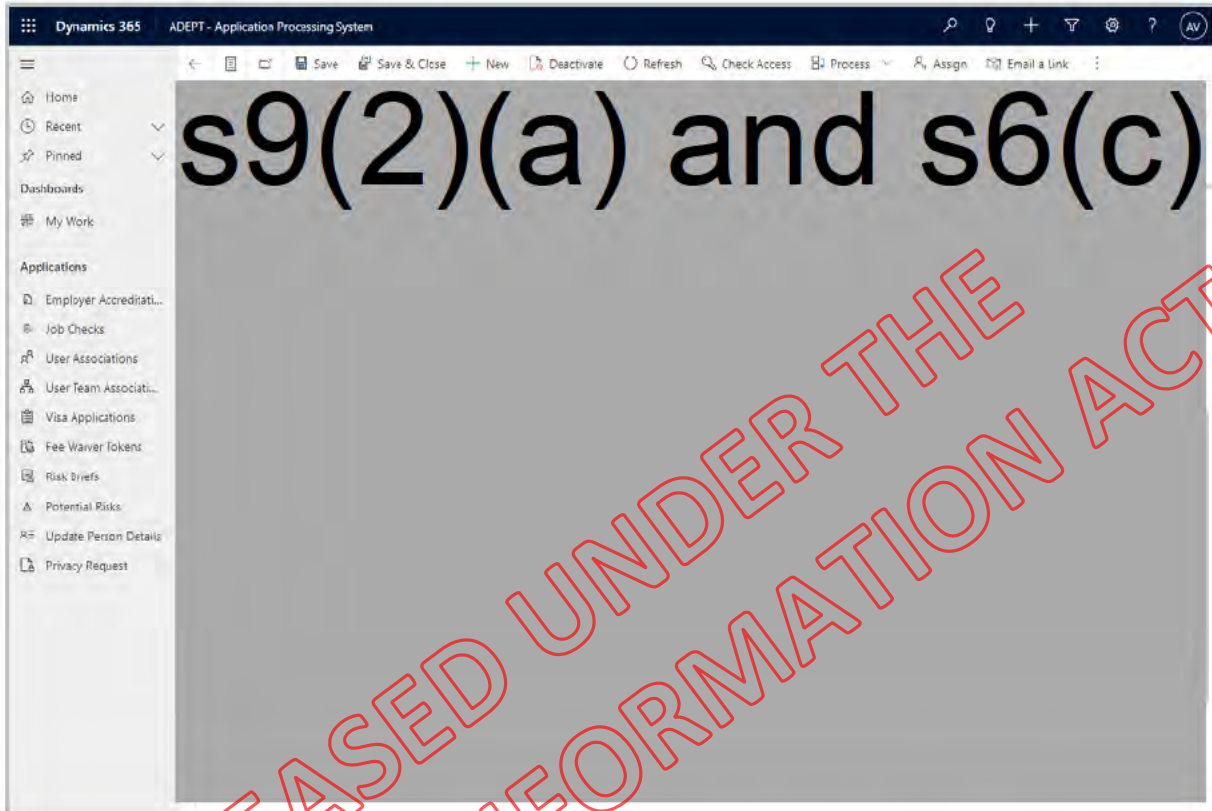 Dynamics 365 ADEPT - Application Processing System AV
Save Save & Close New Deactivate Refresh Check Access Process Assign Email a Link
Home
Recent
Pinned
Dashboards
My Work
Applications
Employer Accreditati...
Job Checks
User Associations
User Team Associati...
Visa Applications
Fee Waiver Tokens
Risk Briefs
Potential Risks
Update Person Details
Privacy Request
s9(2)(a) and s6(c)
UNDER THE
INFORMATION ACT